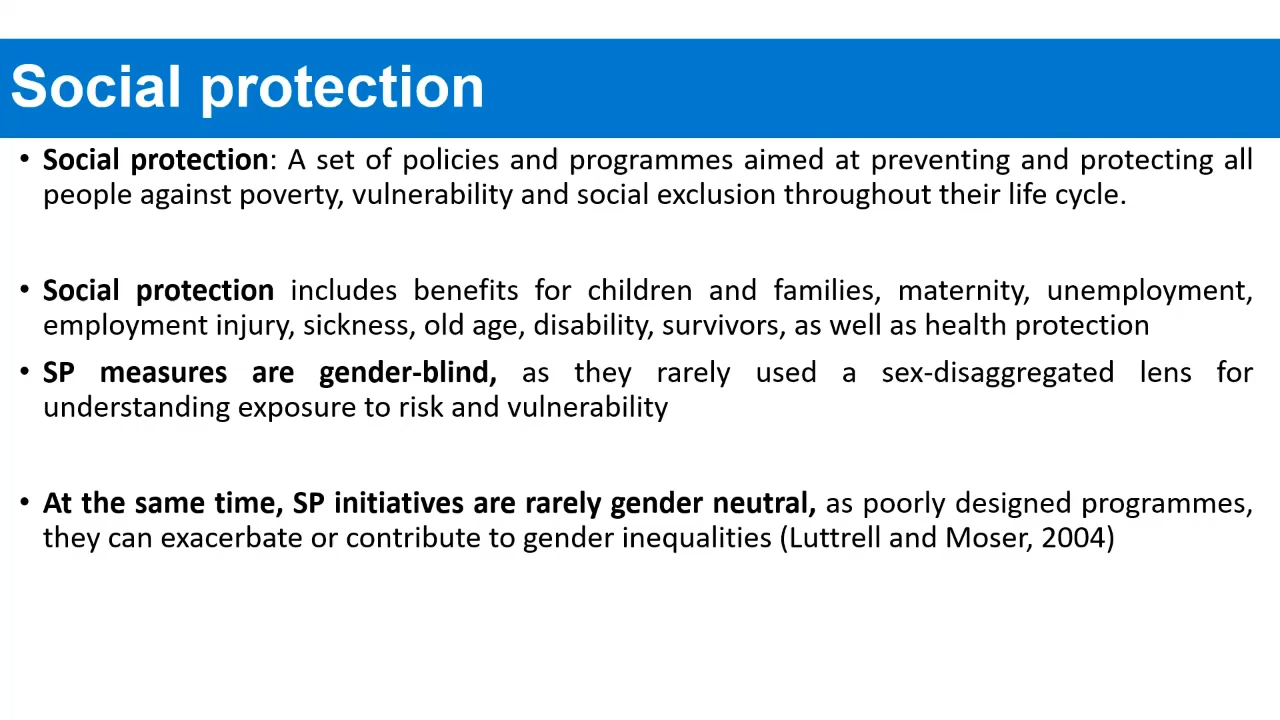 Social protection
• Social protection: A set of policies and programmes aimed at preventing and protecting all
people against poverty, vulnerability and social exclusion throughout their life cycle.
• Social protection includes benefits for children and families, maternity, unemployment,
employment injury, sickness, old age, disability, survivors, as well as health protection
• SP measures are gender-blind, as they rarely used a sex-disaggregated lens for
understanding exposure to risk and vulnerability
• At the same time, SP initiatives are rarely gender neutral, as poorly designed programmes,
they can exacerbate or contribute to gender inequalities (Luttrell and Moser, 2004)